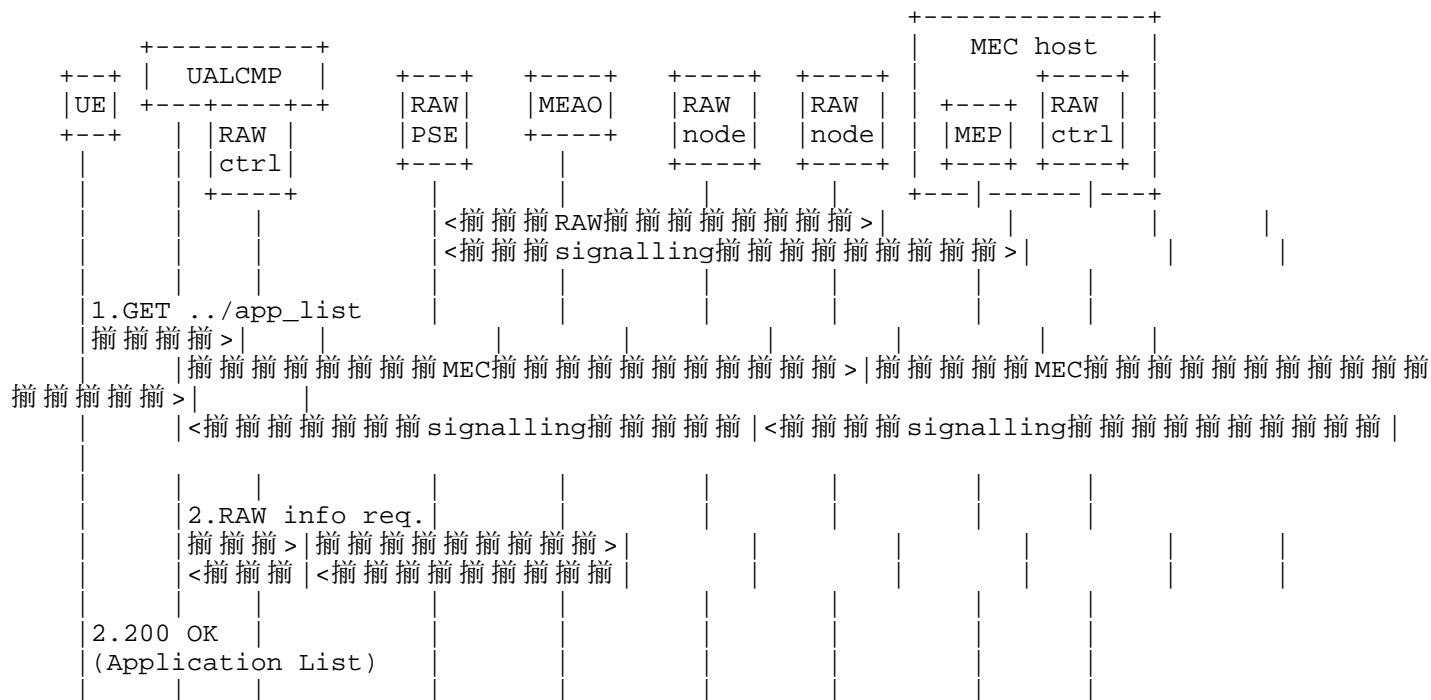 MEC host
UALCMP
UE RAW MEAO RAW RAW MEP RAW
RAW PSE node node ctrl
ctrl
|<揃揃揃RAW揃揃揃揃揃揃揃揃>|
|<揃揃揃signalling揃揃揃揃揃揃揃揃揃>|
|1.GET ../app_list
|揃揃揃揃>|
|揃揃揃揃揃揃揃揃MEC揃揃揃揃揃揃揃揃揃揃揃>|揃揃揃揃揃MEC揃揃揃揃揃揃揃揃揃揃揃
揃揃揃揃揃>|
|<揃揃揃揃揃揃揃signalling揃揃揃揃揃|<揃揃揃揃signalling揃揃揃揃揃揃揃揃揃揃|
|2.RAW info req.|
|揃揃揃>|揃揃揃揃揃揃揃揃揃>|
|<揃揃揃|<揃揃揃揃揃揃揃揃揃|
|2.200 OK
|(Application List)